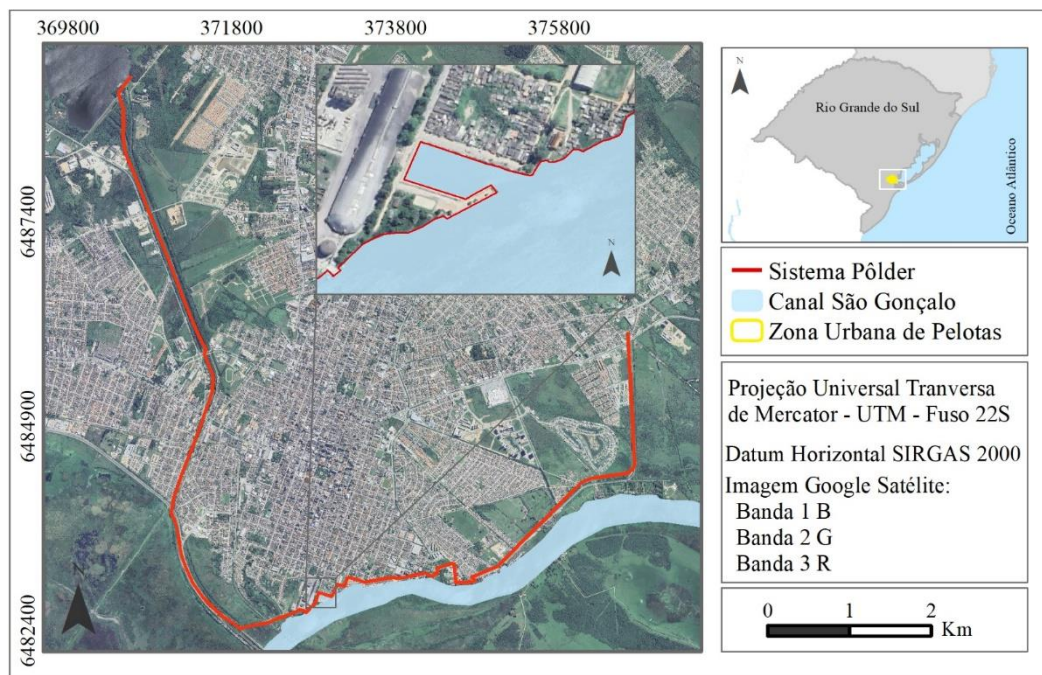 369800 371800 373800 375800
6487400
6484900
6482400
N
N
N
Rio Grande do Sul
Oceano Atlântico
Sistema Pôlder
Canal São Gonçalo
Zona Urbana de Pelotas
Projeção Universal Tranversa
de Mercator - UTM - Fuso 22S
Datum Horizontal SIRGAS 2000
Imagem Google Satélite:
Banda 1 B
Banda 2 G
Banda 3 R
0 1 2
Km